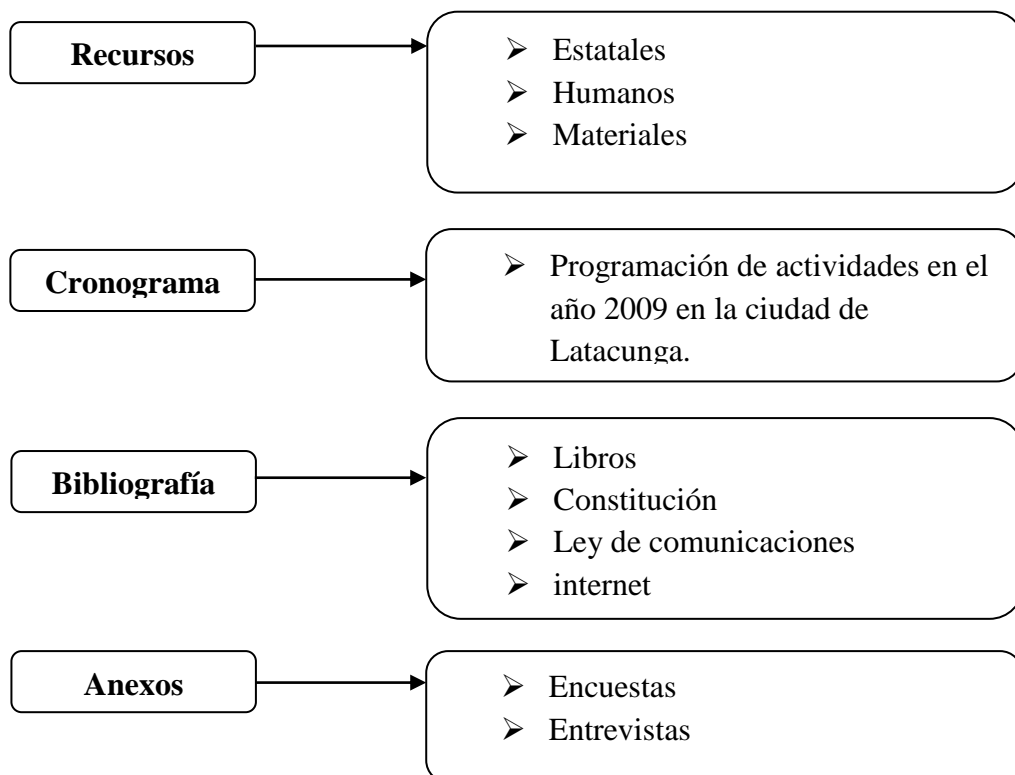 Recursos
➢ Estatales
➢ Humanos
➢ Materiales
Cronograma
➢ Programación de actividades en el
año 2009 en la ciudad de
Latacunga.
Bibliografía
➢ Libros
➢ Constitución
➢ Ley de comunicaciones
➢ internet
Anexos
➢ Encuestas
➢ Entrevistas